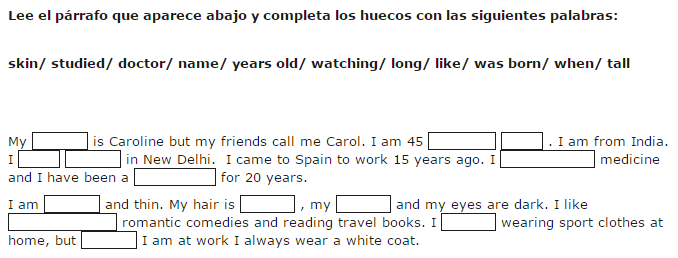 Lee el párrafo que aparece abajo y completa los huecos con las siguientes palabras:
skin/ studied/ doctor/ name/ years old/ watching/ long/ like/ was born/ when/ tall
My is Caroline but my friends call me Carol. I am 45 . I am from India.
I in New Delhi. I came to Spain to work 15 years ago. I medicine
and I have been a for 20 years.
I am and thin. My hair is , my and my eyes are dark. I like
romantic comedies and reading travel books. I wearing sport clothes at
home, but I am at work I always wear a white coat.